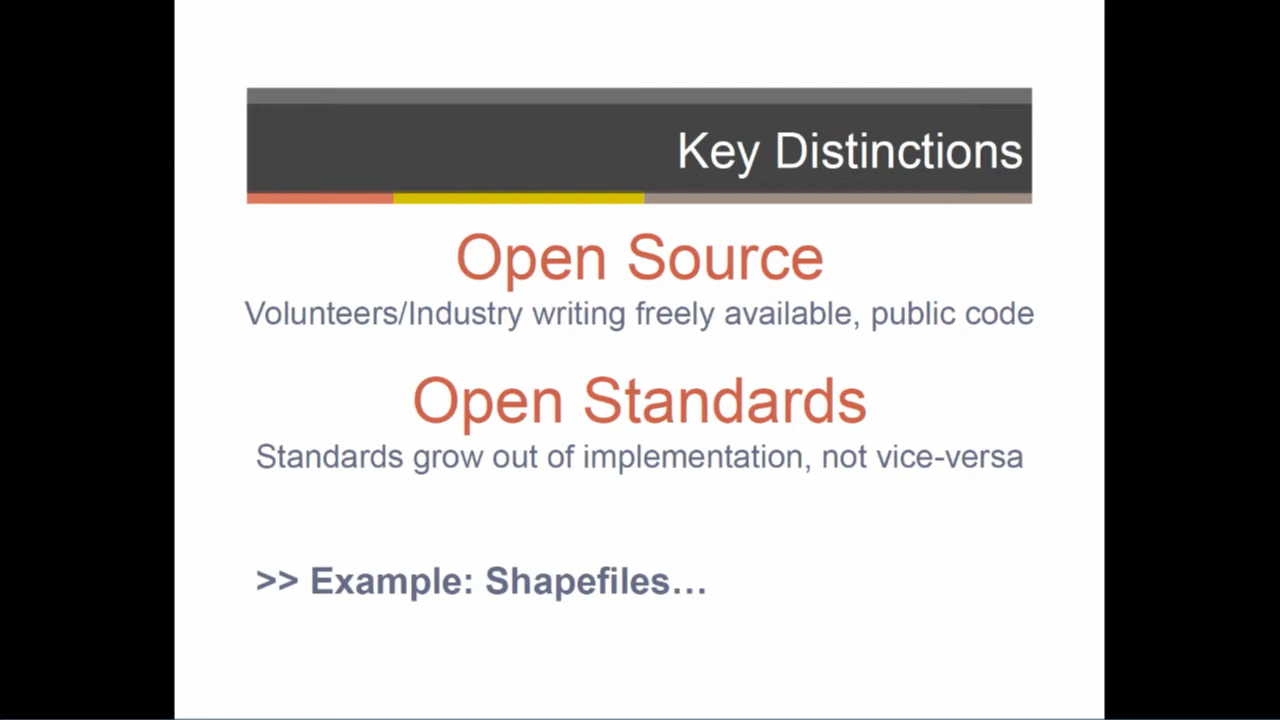 Key Distinctions
Open Source
Volunteers/Industry writing freely available, public code
Open Standards
Standards grow out of implementation, not vice-versa
>> Example: Shapefiles…